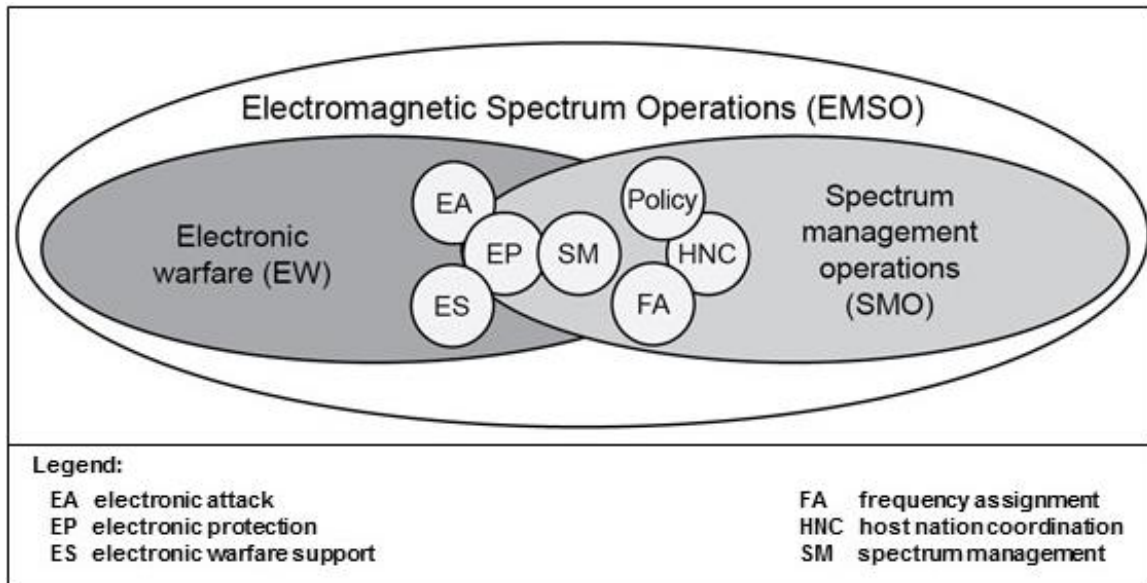 Electromagnetic Spectrum Operations (EMSO)
Electronic
warfare (EW)
EA
EP
ES
SM
Policy
HNC
FA
Spectrum
management
operations
(SMO)
Legend:
EA electronic attack
EP electronic protection
ES electronic warfare support
FA frequency assignment
HNC host nation coordination
SM spectrum management